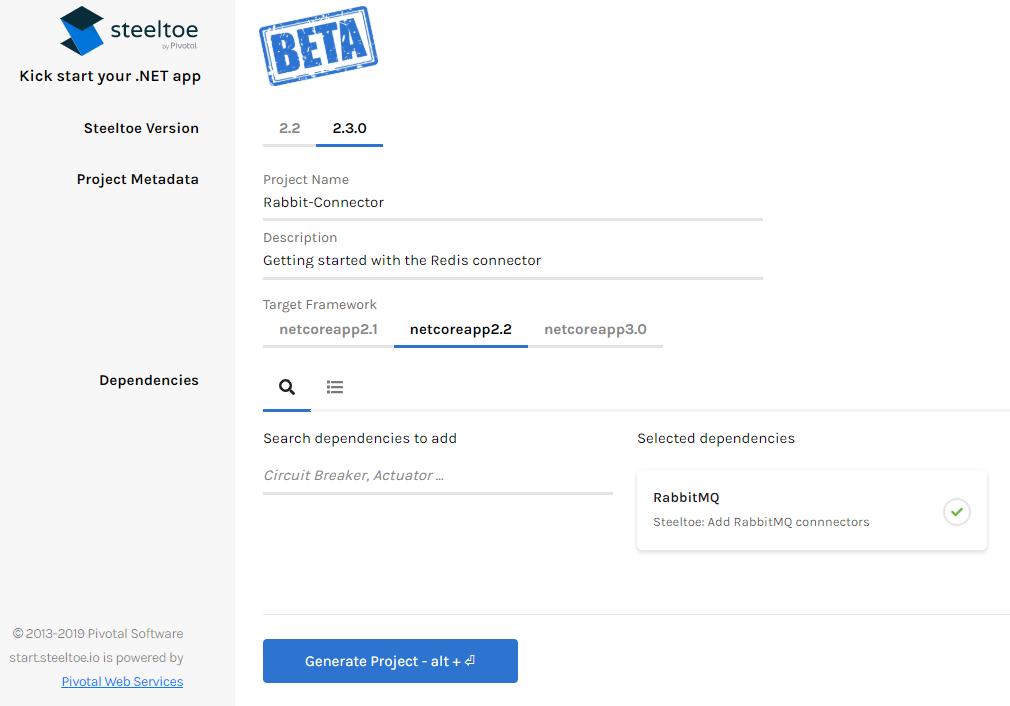 steeltoe
by Pivotal.
Kick start your .NET app
BETA
Steeltoe Version
2.2 2.3.0
Project Metadata
Project Name
Rabbit-Connector
Description
Getting started with the Redis connector
Target Framework
netcoreapp2.1 netcoreapp2.2 netcoreapp3.0
Dependencies
Search dependencies to add
Circuit Breaker, Actuator ...
Selected dependencies
RabbitMQ
Steeltoe: Add RabbitMQ connnectors
Generate Project - alt + ⏎
© 2013-2019 Pivotal Software
start.steeltoe.io is powered by
Pivotal Web Services